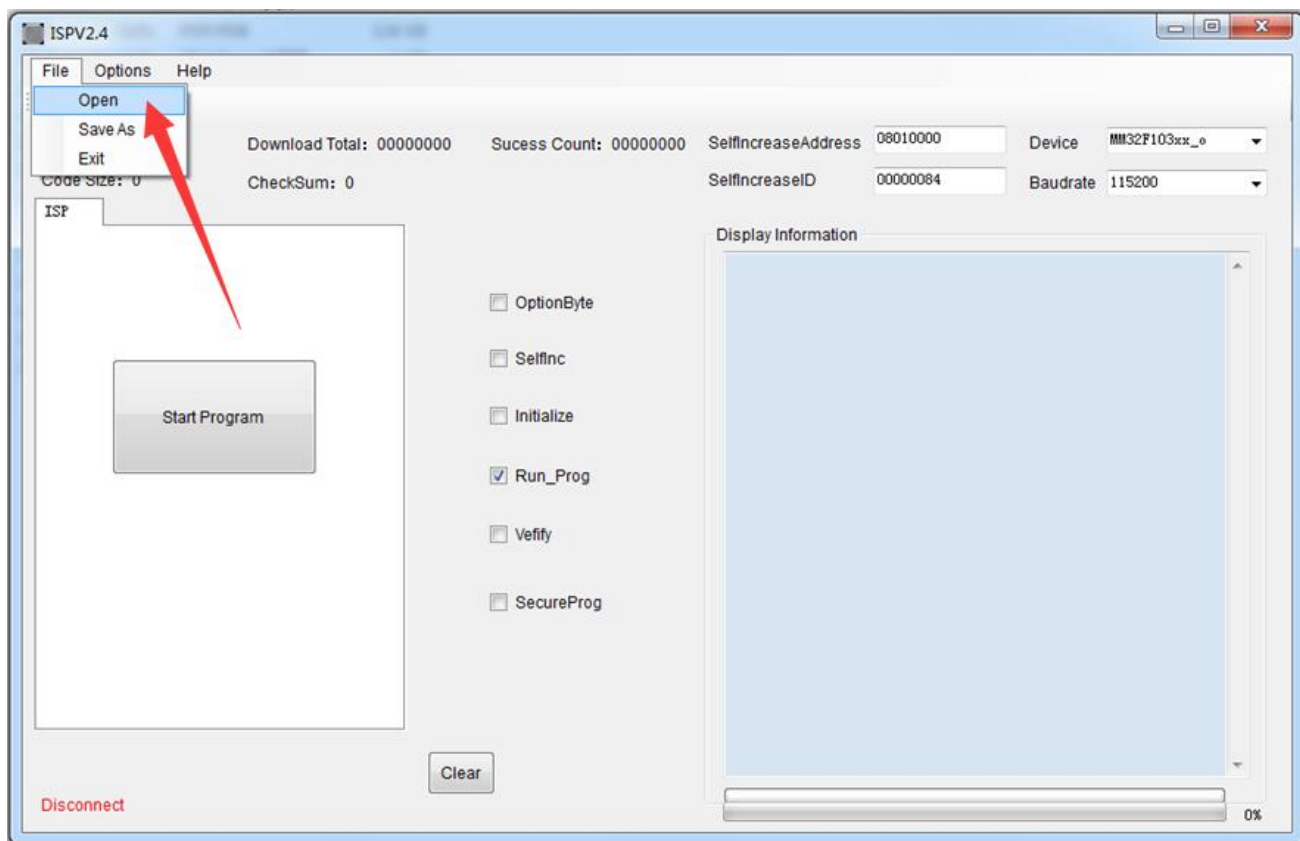 ISPV2.4
File Options Help
Open
Save As
Exit
Download Total: 00000000 Sucess Count: 00000000 SelfIncreaseAddress 08010000 Device MM32F103xx_o
Code Size: 0 CheckSum: 0 SelfIncreaseID 00000084 Baudrate 115200
ISP
Display Information
OptionByte
SelfInc
Start Program
Initialize
Run_Prog
Vefify
SecureProg
Clear
Disconnect
0%